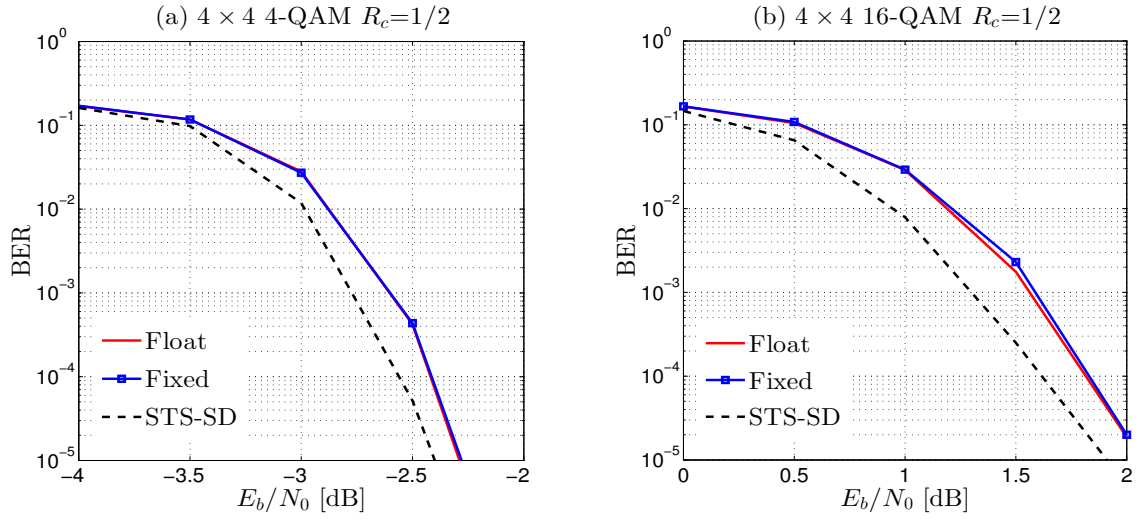 (a) 4 × 4 4-QAM R_c=1/2
10^0
10^-1
10^-2
10^-3
10^-4
10^-5
BER
Float
Fixed
STS-SD
−4
−3.5
−3
−2.5
−2
E_b/N_0 [dB]
(b) 4 × 4 16-QAM R_c=1/2
10^0
10^-1
10^-2
10^-3
10^-4
10^-5
BER
Float
Fixed
STS-SD
0
0.5
1
1.5
2
E_b/N_0 [dB]